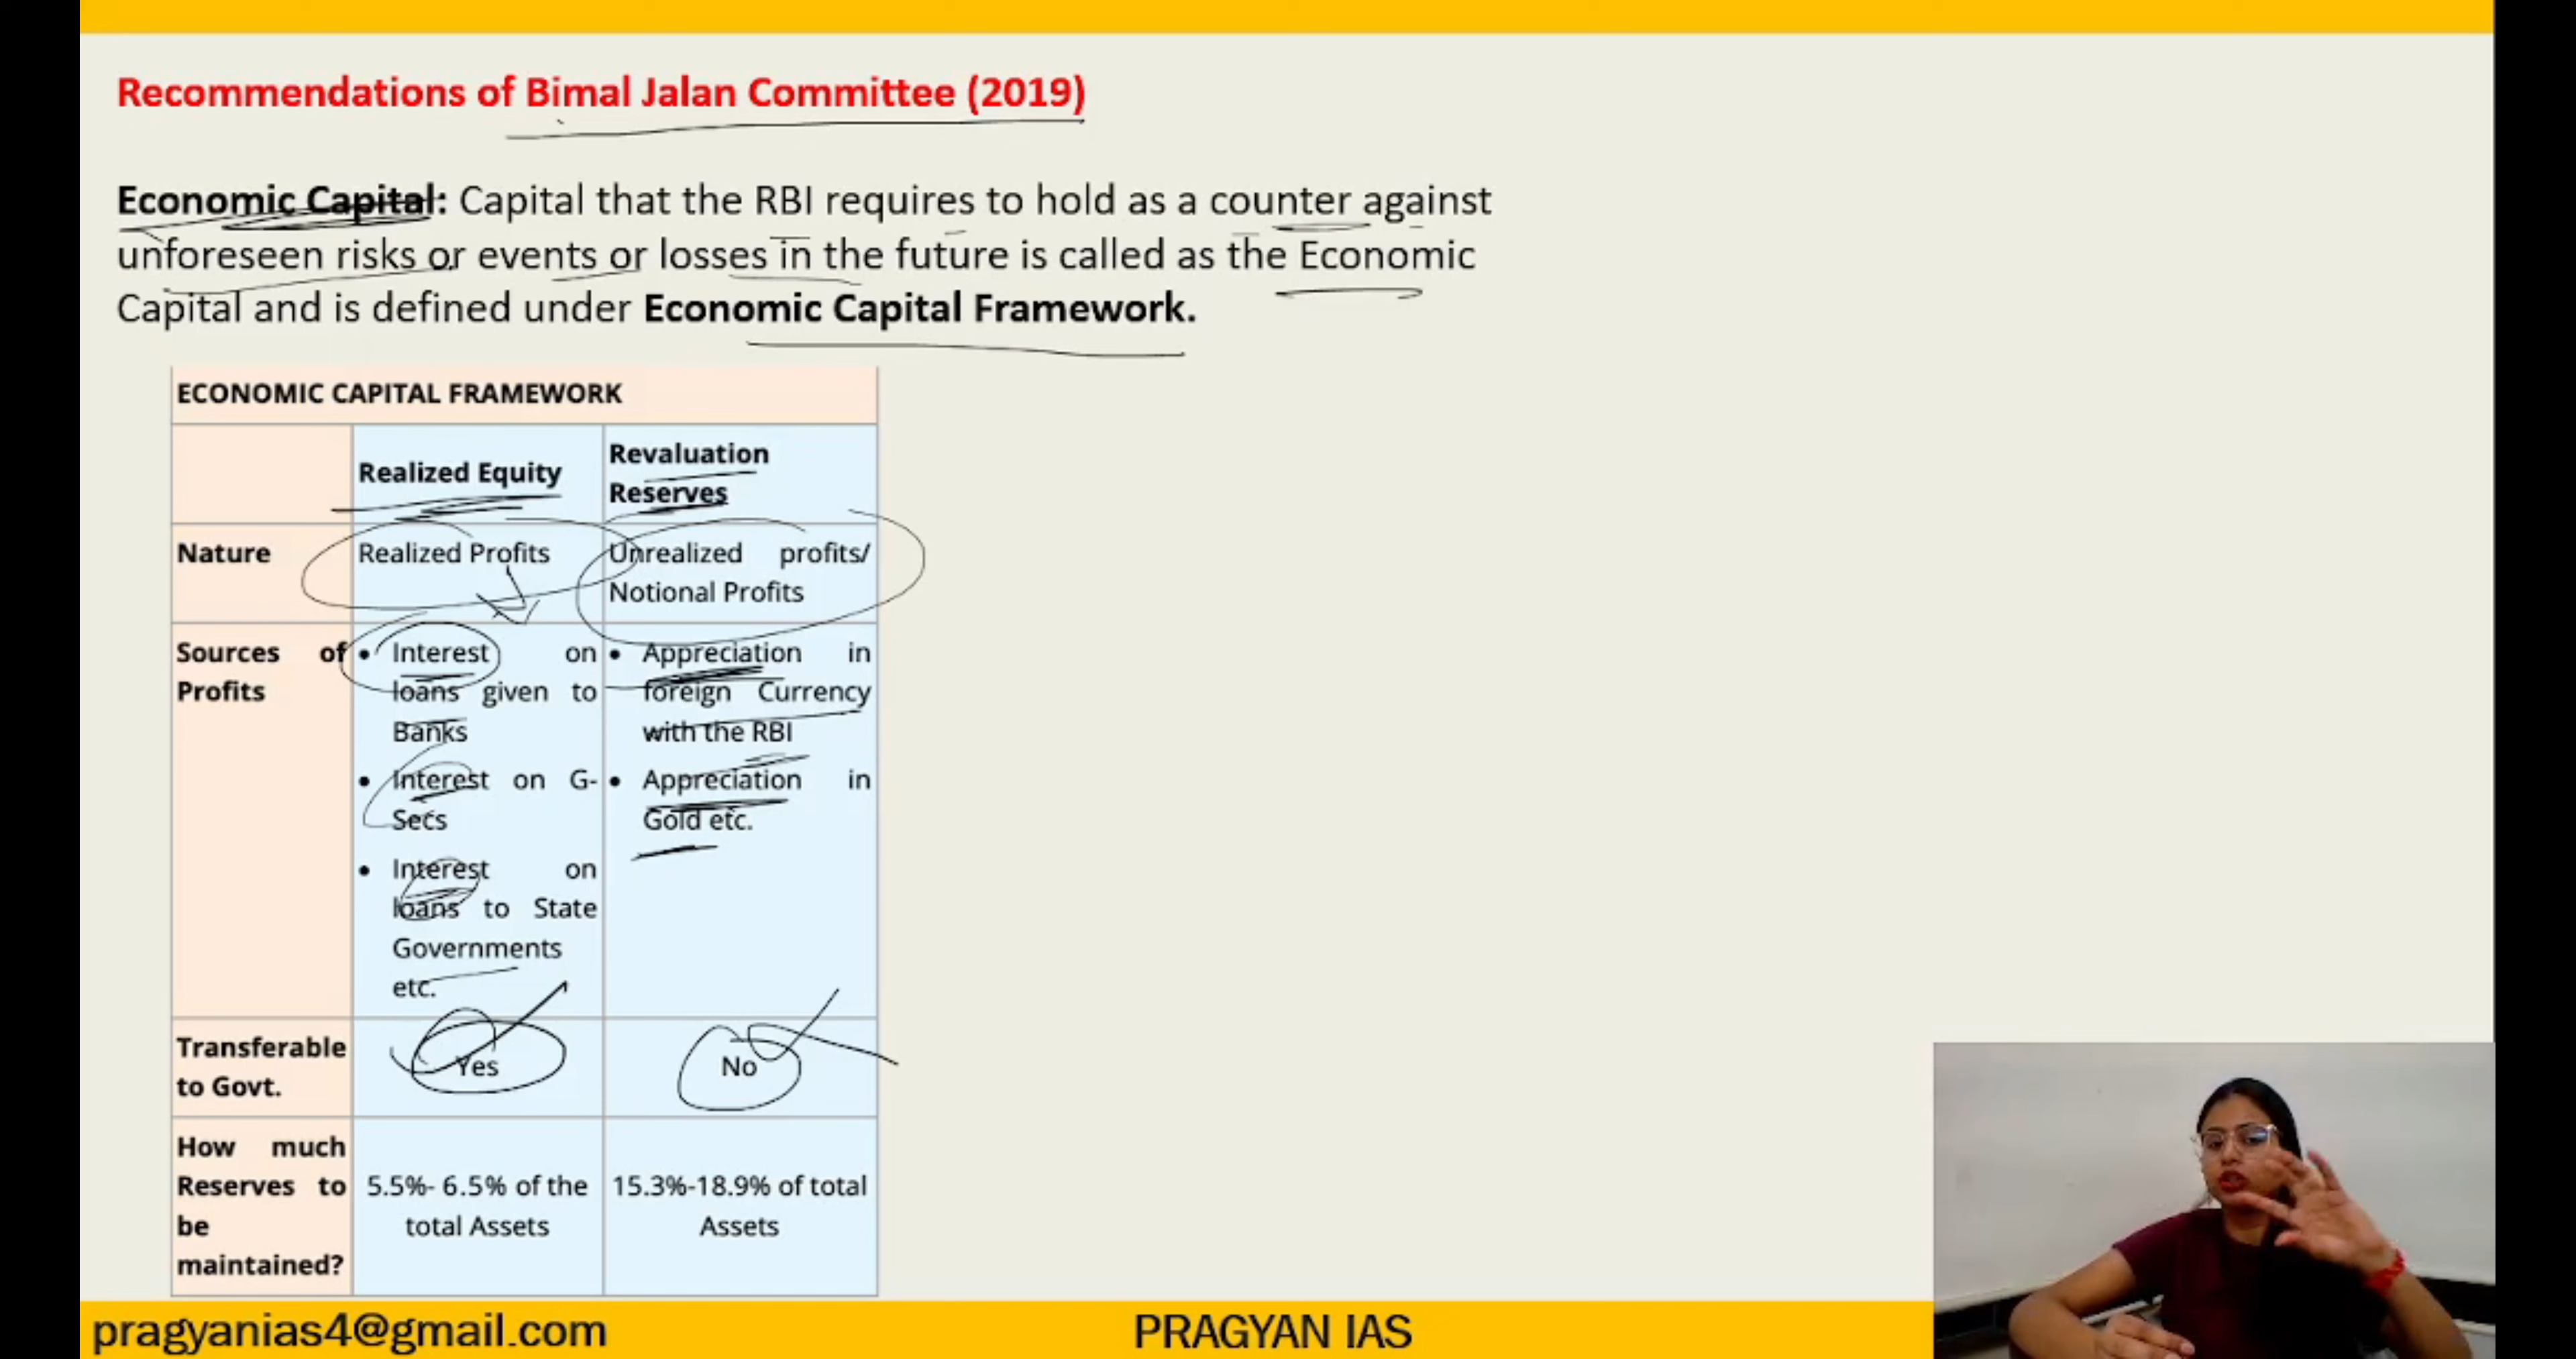 Recommendations of Bimal Jalan Committee (2019)
Economic Capital: Capital that the RBI requires to hold as a counter against
unforeseen risks or events or losses in the future is called as the Economic
Capital and is defined under Economic Capital Framework.
ECONOMIC CAPITAL FRAMEWORK
Realized Equity
Revaluation
Reserves
Nature
Realized Profits
Unrealized profits/
Notional Profits
Sources of
Profits
• Interest on
loans given to
Banks
• Interest on G-
Secs
• Interest on
loans to State
Governments
etc.
• Appreciation in
foreign Currency
with the RBI
• Appreciation in
Gold etc.
Transferable
to Govt.
Yes
No
How much
Reserves to
be
maintained?
5.5%- 6.5% of the
total Assets
15.3%-18.9% of total
Assets
pragyanias4@gmail.com
PRAGYAN IAS